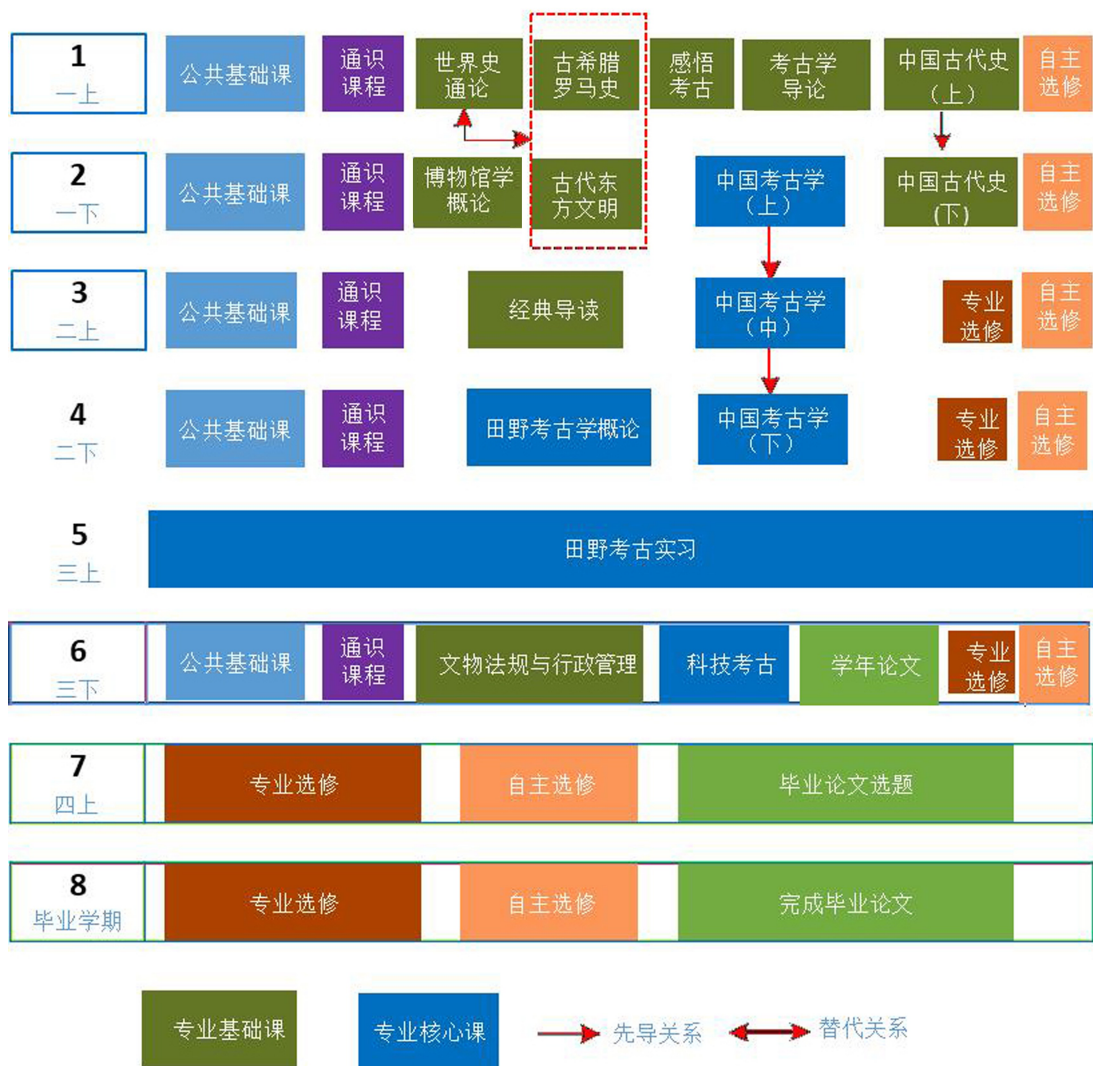 1
一上
公共基础课
通识
课程
世界史
通论
古希腊
罗马史
感悟
考古
考古学
导论
中国古代史
（上）
自主
选修
2
一下
公共基础课
通识
课程
博物馆学
概论
古代东
方文明
中国考古学
（上）
中国古代史
(下)
自主
选修
3
二上
公共基础课
通识
课程
经典导读
中国考古学
（中）
专业
选修
自主
选修
4
二下
公共基础课
通识
课程
田野考古学概论
中国考古学
（下）
专业
选修
自主
选修
5
三上
田野考古实习
6
三下
公共基础课
通识
课程
文物法规与行政管理
科技考古
学年论文
专业
选修
自主
选修
7
四上
专业选修
自主选修
毕业论文选题
8
毕业学期
专业选修
自主选修
完成毕业论文
专业基础课
专业核心课
先导关系
替代关系